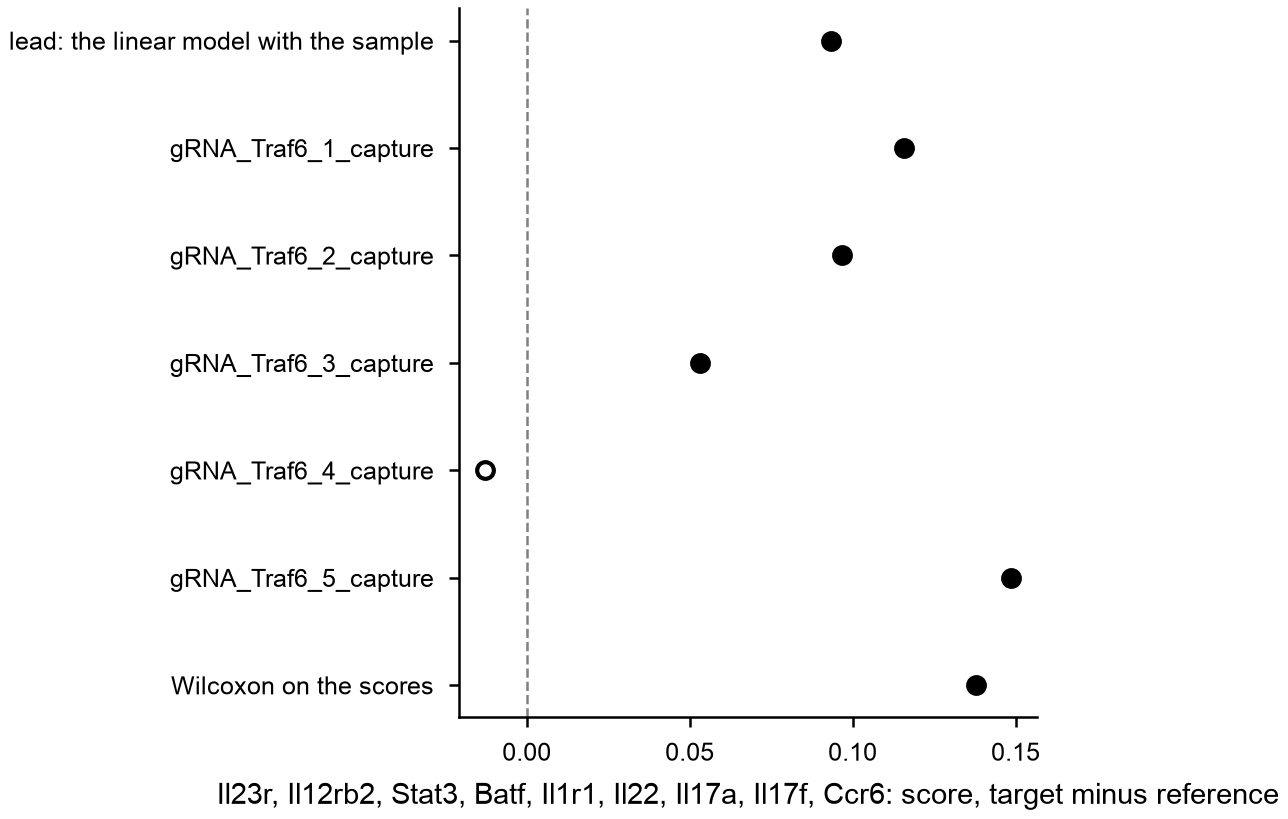 lead: the linear model with the sample
gRNA_Traf6_1_capture
gRNA_Traf6_2_capture
gRNA_Traf6_3_capture
gRNA_Traf6_4_capture
gRNA_Traf6_5_capture
Wilcoxon on the scores
0.00 0.05 0.10 0.15
Il23r, Il12rb2, Stat3, Batf, Il1r1, Il22, Il17a, Il17f, Ccr6: score, target minus reference